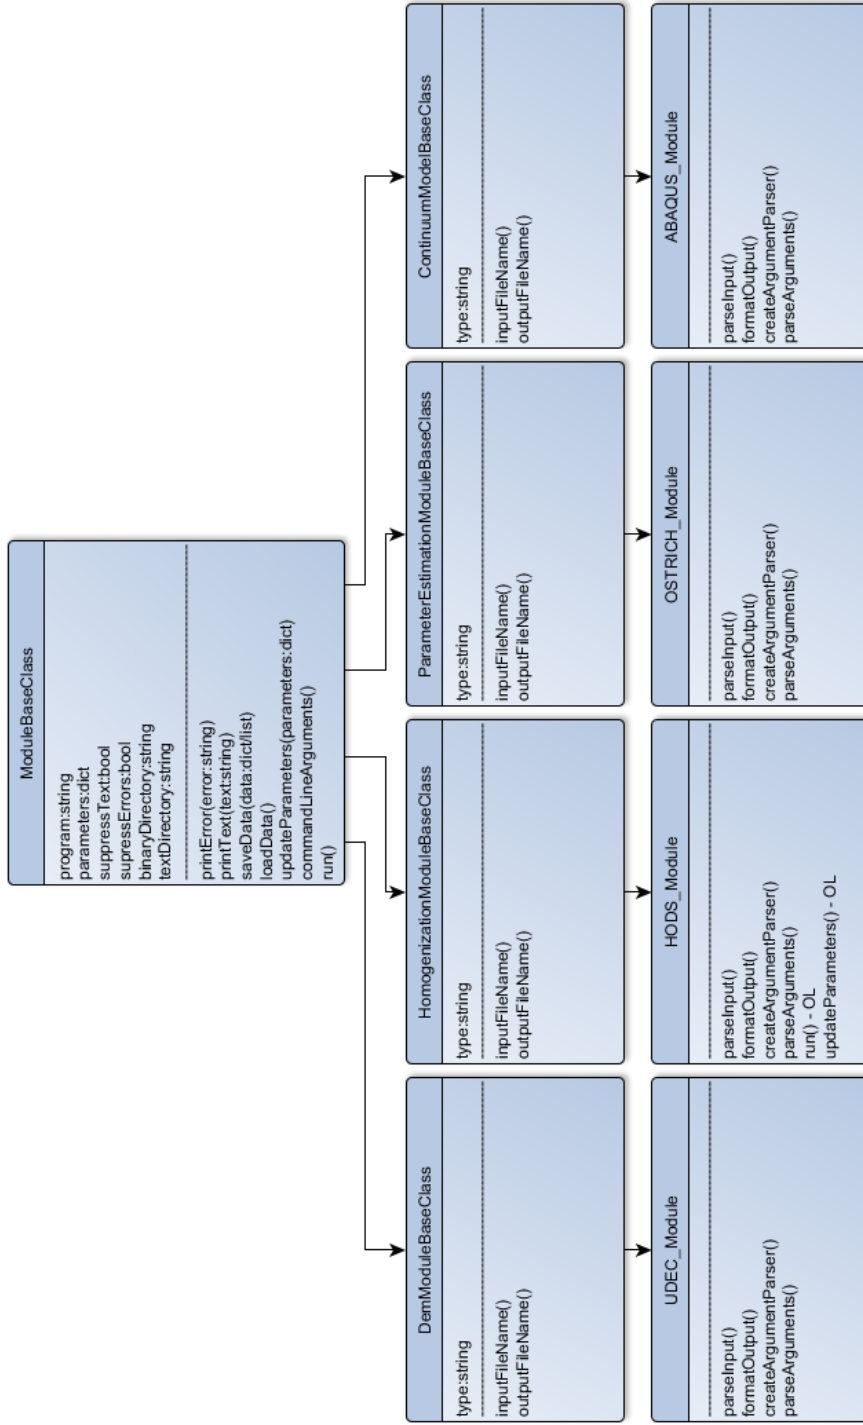 ModuleBaseClass
program:string
parameters:dict
suppressText:bool
supressErrors:bool
binaryDirectory:string
textDirectory:string
printError(error:string)
printText(text:string)
saveData(data:dict/list)
loadData()
updateParameters(parameters:dict)
commandLineArguments()
run()
DemModuleBaseClass
type:string
inputFileName()
outputFileName()
HomogenizationModuleBaseClass
type:string
inputFileName()
outputFileName()
ParameterEstimationModuleBaseClass
type:string
inputFileName()
outputFileName()
ContinuumModelBaseClass
type:string
inputFileName()
outputFileName()
UDEC_Module
parseInput()
formatOutput()
createArgumentParser()
parseArguments()
HODS_Module
parseInput()
formatOutput()
createArgumentParser()
parseArguments()
run() - OL
updateParameters() - OL
OSTRICH_Module
parseInput()
formatOutput()
createArgumentParser()
parseArguments()
ABAQUS_Module
parseInput()
formatOutput()
createArgumentParser()
parseArguments()